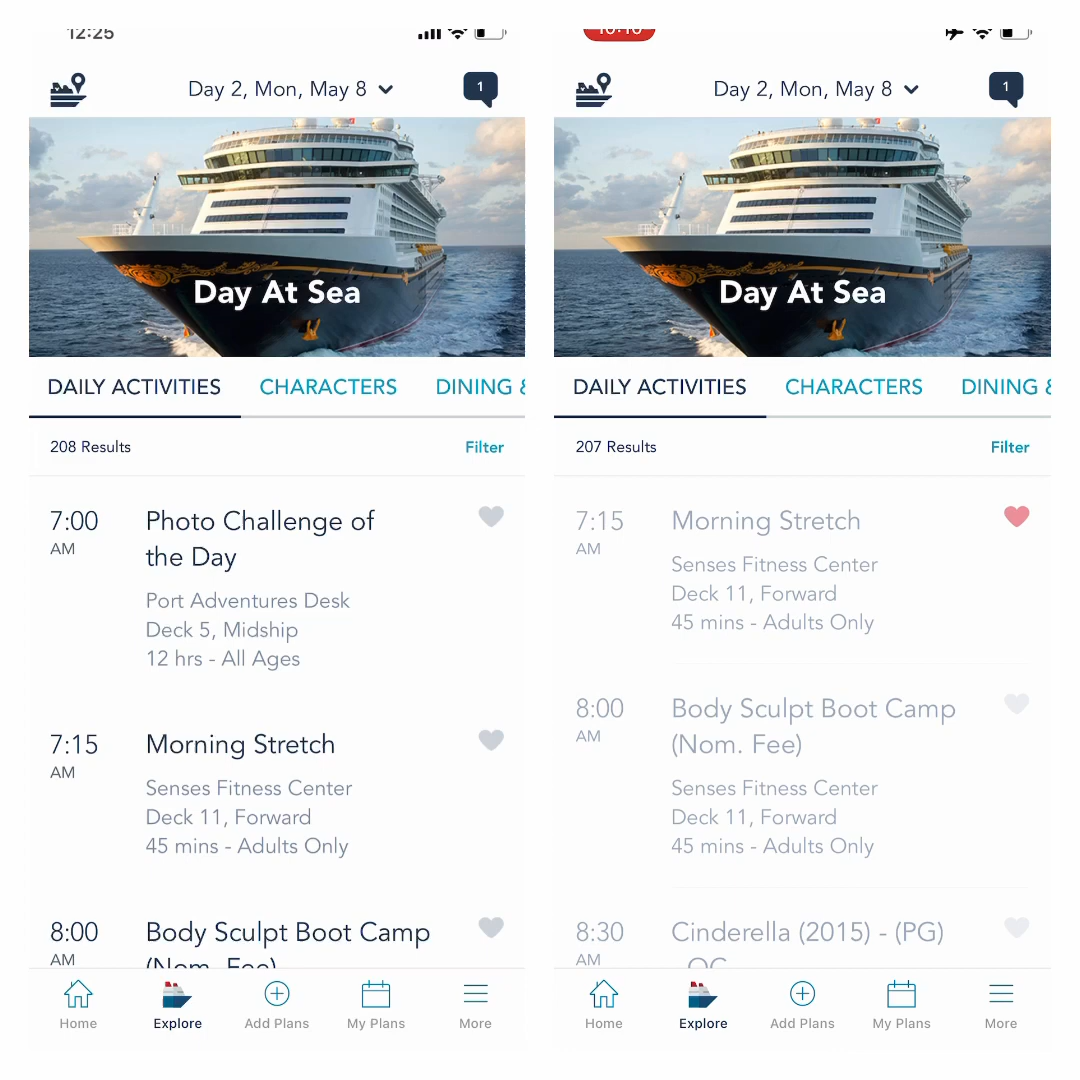 12:25
Day 2, Mon, May 8
1
Day At Sea
DAILY ACTIVITIES CHARACTERS DINING &
208 Results Filter
7:00 AM
Photo Challenge of
the Day
Port Adventures Desk
Deck 5, Midship
12 hrs - All Ages
7:15 AM
Morning Stretch
Senses Fitness Center
Deck 11, Forward
45 mins - Adults Only
8:00 AM
Body Sculpt Boot Camp
(Nom. Fee)
Home Explore Add Plans My Plans More
Day 2, Mon, May 8
1
Day At Sea
DAILY ACTIVITIES CHARACTERS DINING &
207 Results Filter
7:15 AM
Morning Stretch
Senses Fitness Center
Deck 11, Forward
45 mins - Adults Only
8:00 AM
Body Sculpt Boot Camp
(Nom. Fee)
Senses Fitness Center
Deck 11, Forward
45 mins - Adults Only
8:30 AM
Cinderella (2015) - (PG)
Home Explore Add Plans My Plans More